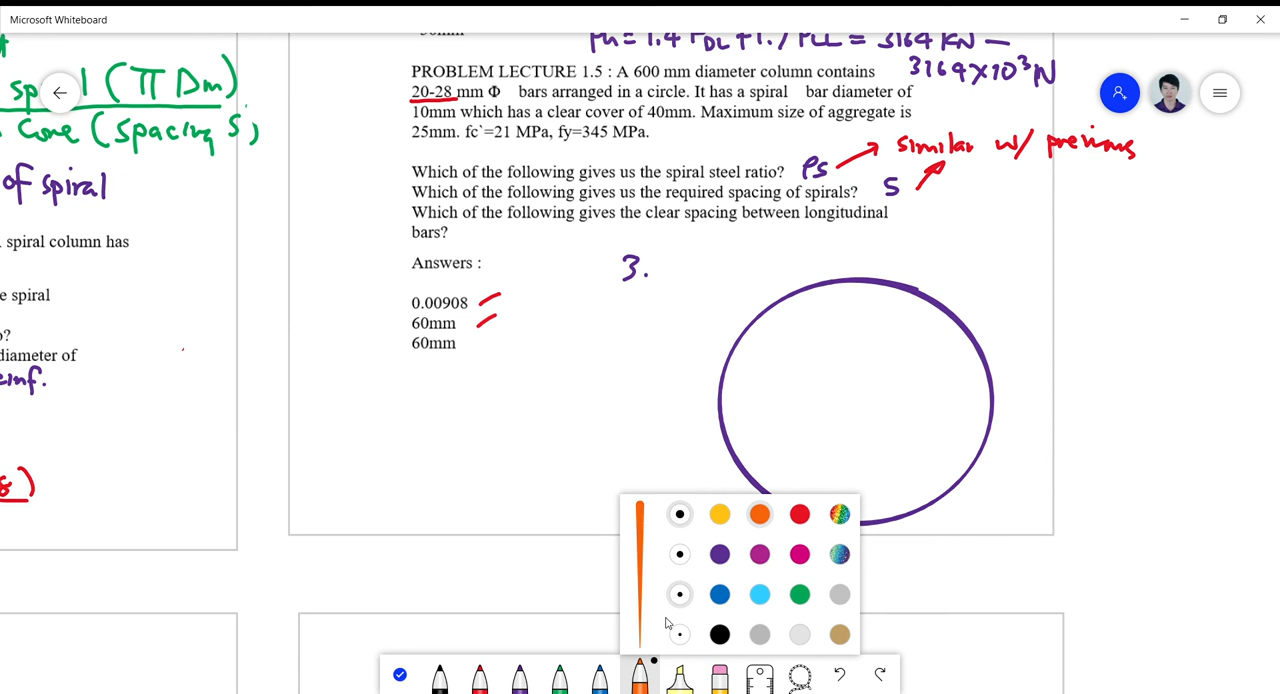 Microsoft Whiteboard
Pu = 1.4 PDL + 1.7 PLL = 3164 KN —
3164x10³N
(π Dm)
Core (Spacing S)
of spiral
spiral column has
e spiral
o?
diameter of
einf.
PROBLEM LECTURE 1.5 : A 600 mm diameter column contains
20-28 mm Φ bars arranged in a circle. It has a spiral bar diameter of
10mm which has a clear cover of 40mm. Maximum size of aggregate is
25mm. fc`=21 MPa, fy=345 MPa.
Which of the following gives us the spiral steel ratio? ρs → similar w/ previous
Which of the following gives us the required spacing of spirals? S
Which of the following gives the clear spacing between longitudinal
bars?
Answers :
3.
0.00908
60mm
60mm